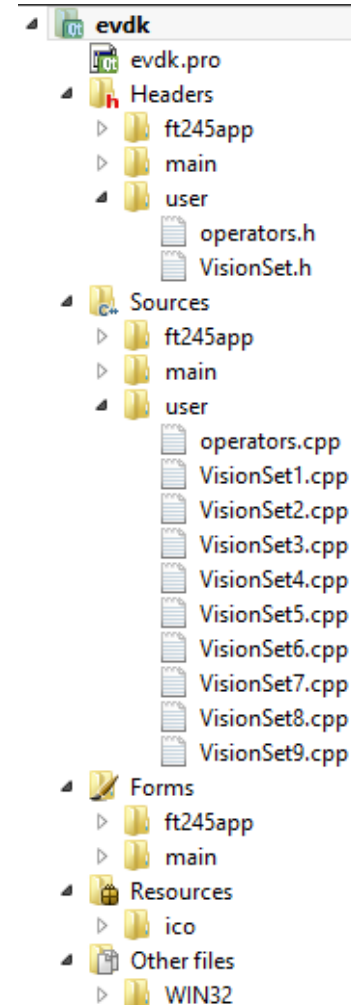 evdk
evdk.pro
Headers
ft245app
main
user
operators.h
VisionSet.h
Sources
ft245app
main
user
operators.cpp
VisionSet1.cpp
VisionSet2.cpp
VisionSet3.cpp
VisionSet4.cpp
VisionSet5.cpp
VisionSet6.cpp
VisionSet7.cpp
VisionSet8.cpp
VisionSet9.cpp
Forms
ft245app
main
Resources
ico
Other files
WIN32